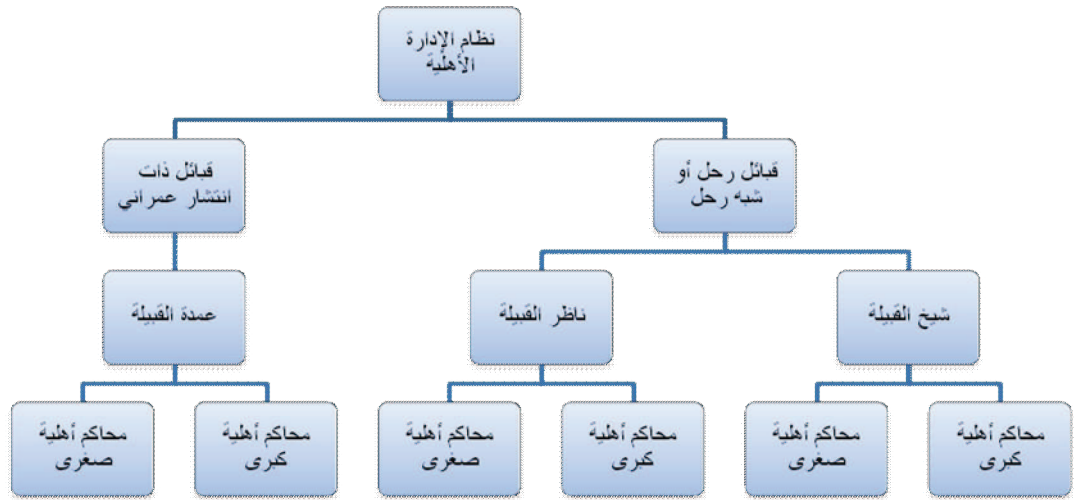 نظام الإدارة
الأهلية
قبائل رحل أو
شبه رحل
قبائل ذات
انتشار عمراني
شيخ القبيلة
ناظر القبيلة
عمدة القبيلة
محاكم أهلية
كبرى
محاكم أهلية
صغرى
محاكم أهلية
كبرى
محاكم أهلية
صغرى
محاكم أهلية
كبرى
محاكم أهلية
صغرى